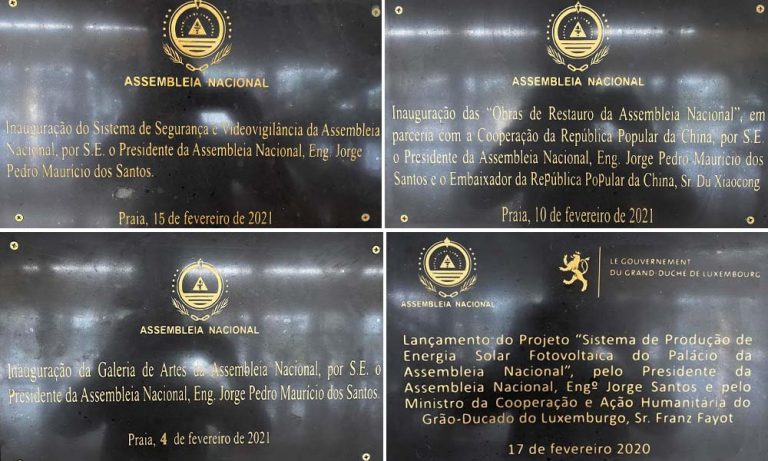 ASSEMBLEIA NACIONAL
Inauguração do Sistema de Segurança e Videovigilância da Assembleia
Nacional, por S.E. o Presidente da Assembleia Nacional, Eng. Jorge
Pedro Maurício dos Santos.
Praia, 15 de fevereiro de 2021
ASSEMBLEIA NACIONAL
Inauguração das “Obras de Restauro da Assembleia Nacional”, em
parceria com a Cooperação da República Popular da China, por S.E.
o Presidente da Assembleia Nacional, Eng. Jorge Pedro Maurício dos
Santos e o Embaixador da República Popular da China, Sr Du Xiaocong
Praia, 10 de fevereiro de 2021
ASSEMBLEIA NACIONAL
Inauguração da Galeria de Artes da Assembleia Nacional, por S.E. o
Presidente da Assembleia Nacional, Eng. Jorge Pedro Maurício dos Santos.
Praia, 4 de fevereiro de 2021
ASSEMBLEIA NACIONAL
LE GOUVERNEMENT
DU GRAND-DUCHÉ DE LUXEMBOURG
Lançamento do Projeto “Sistema de Produção de
Energia Solar Fotovoltaica do Palácio da
Assembleia Nacional”, pelo Presidente da
Assembleia Nacional, Engº Jorge Santos e pelo
Ministro da Cooperação e Ação Humanitária do
Grão-Ducado do Luxemburgo, Sr. Franz Fayot
17 de fevereiro 2020